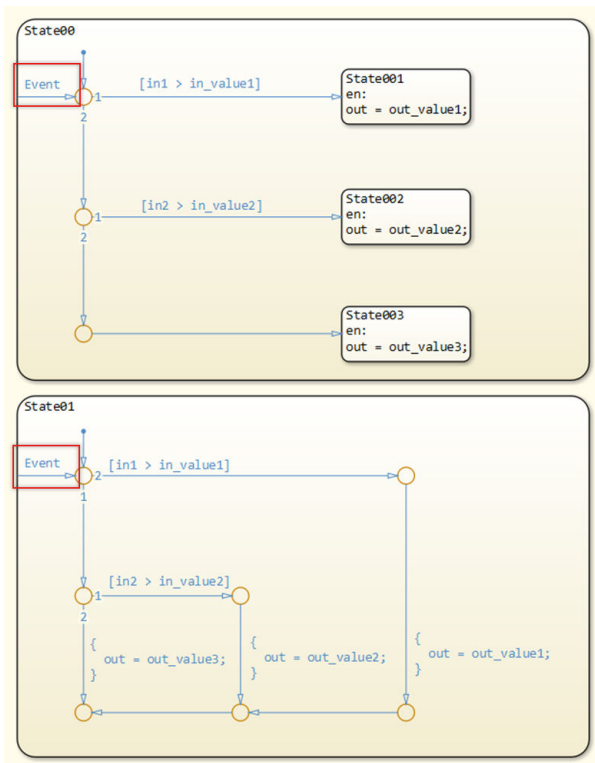 State00
Event
[in1 > in_value1]
State001
en:
out = out_value1;
1
2
[in2 > in_value2]
State002
en:
out = out_value2;
1
2
State003
en:
out = out_value3;
State01
Event
[in1 > in_value1]
2
1
[in2 > in_value2]
1
2
{
out = out_value3;
}
{
out = out_value2;
}
{
out = out_value1;
}